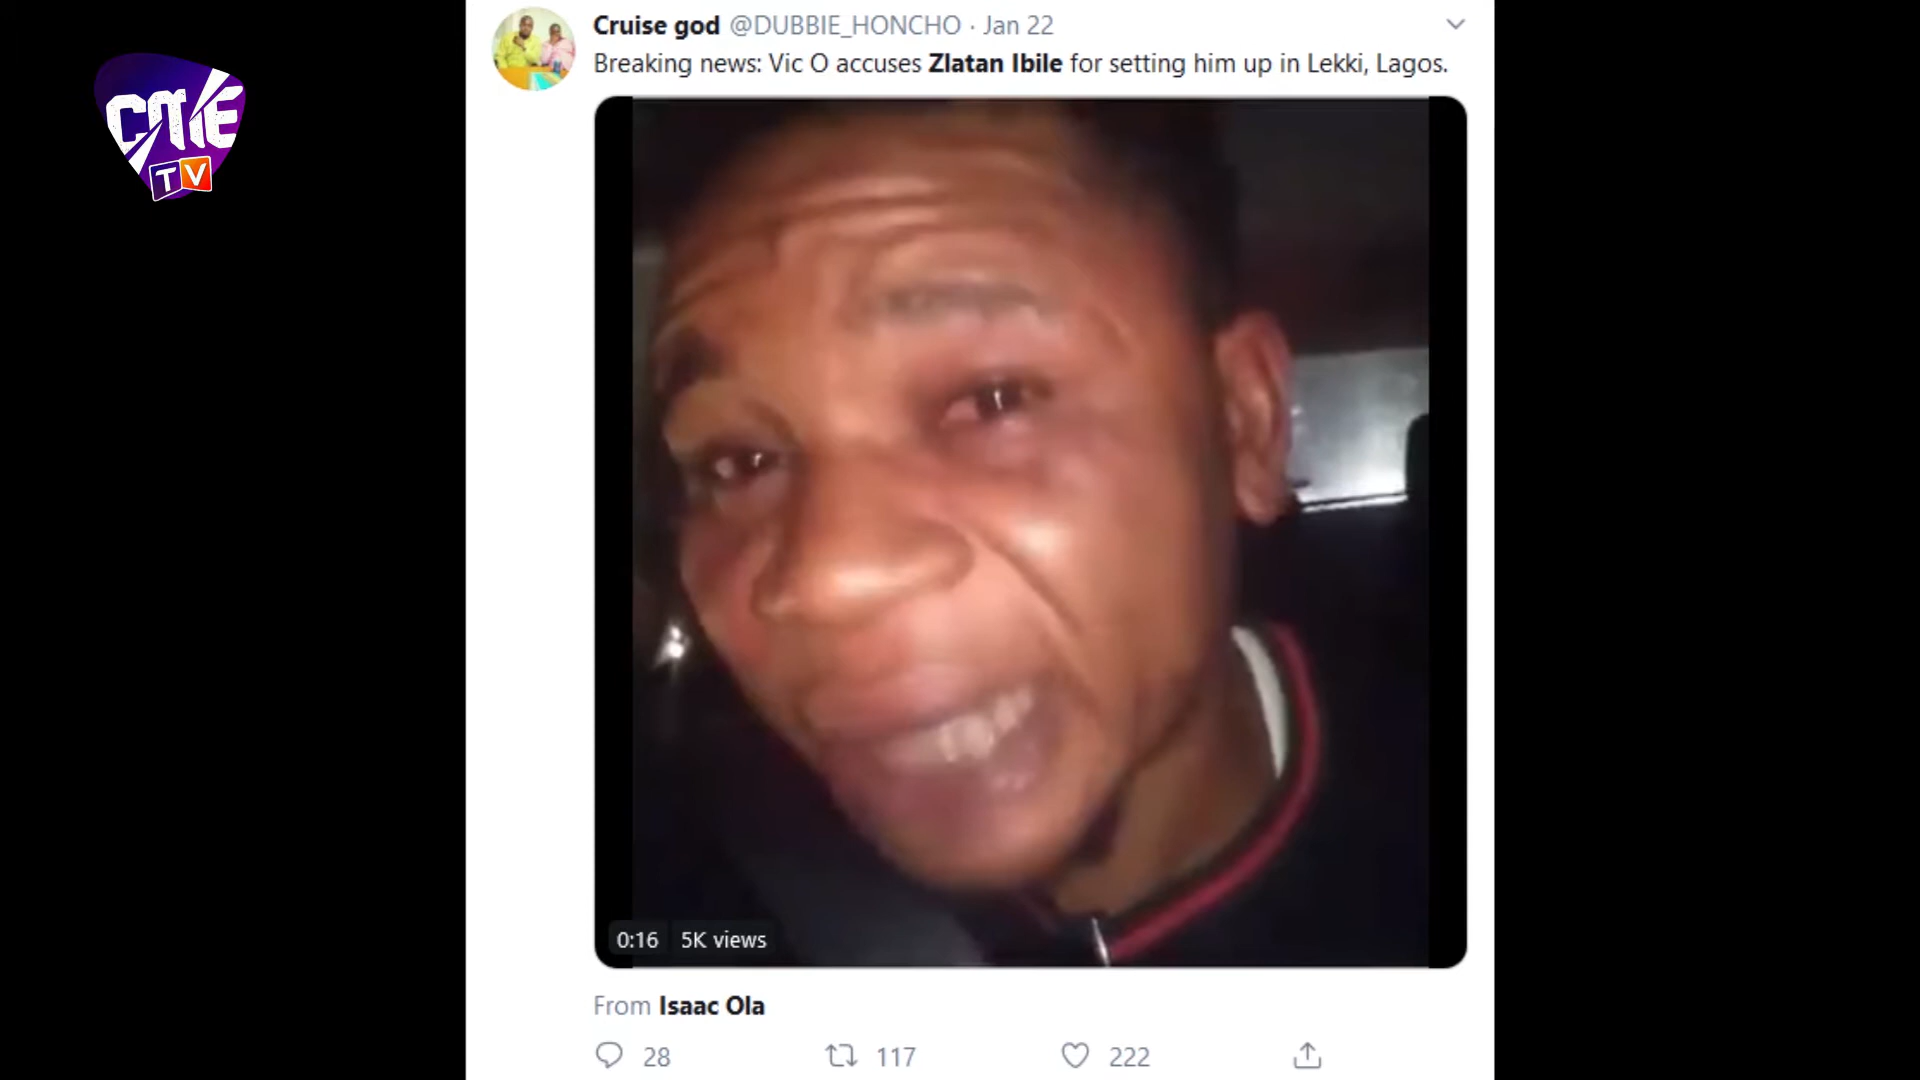 CMIE
TV
Cruise god @DUBBIE_HONCHO · Jan 22
Breaking news: Vic O accuses Zlatan Ibile for setting him up in Lekki, Lagos.
0:16 5K views
From Isaac Ola
28 117 222